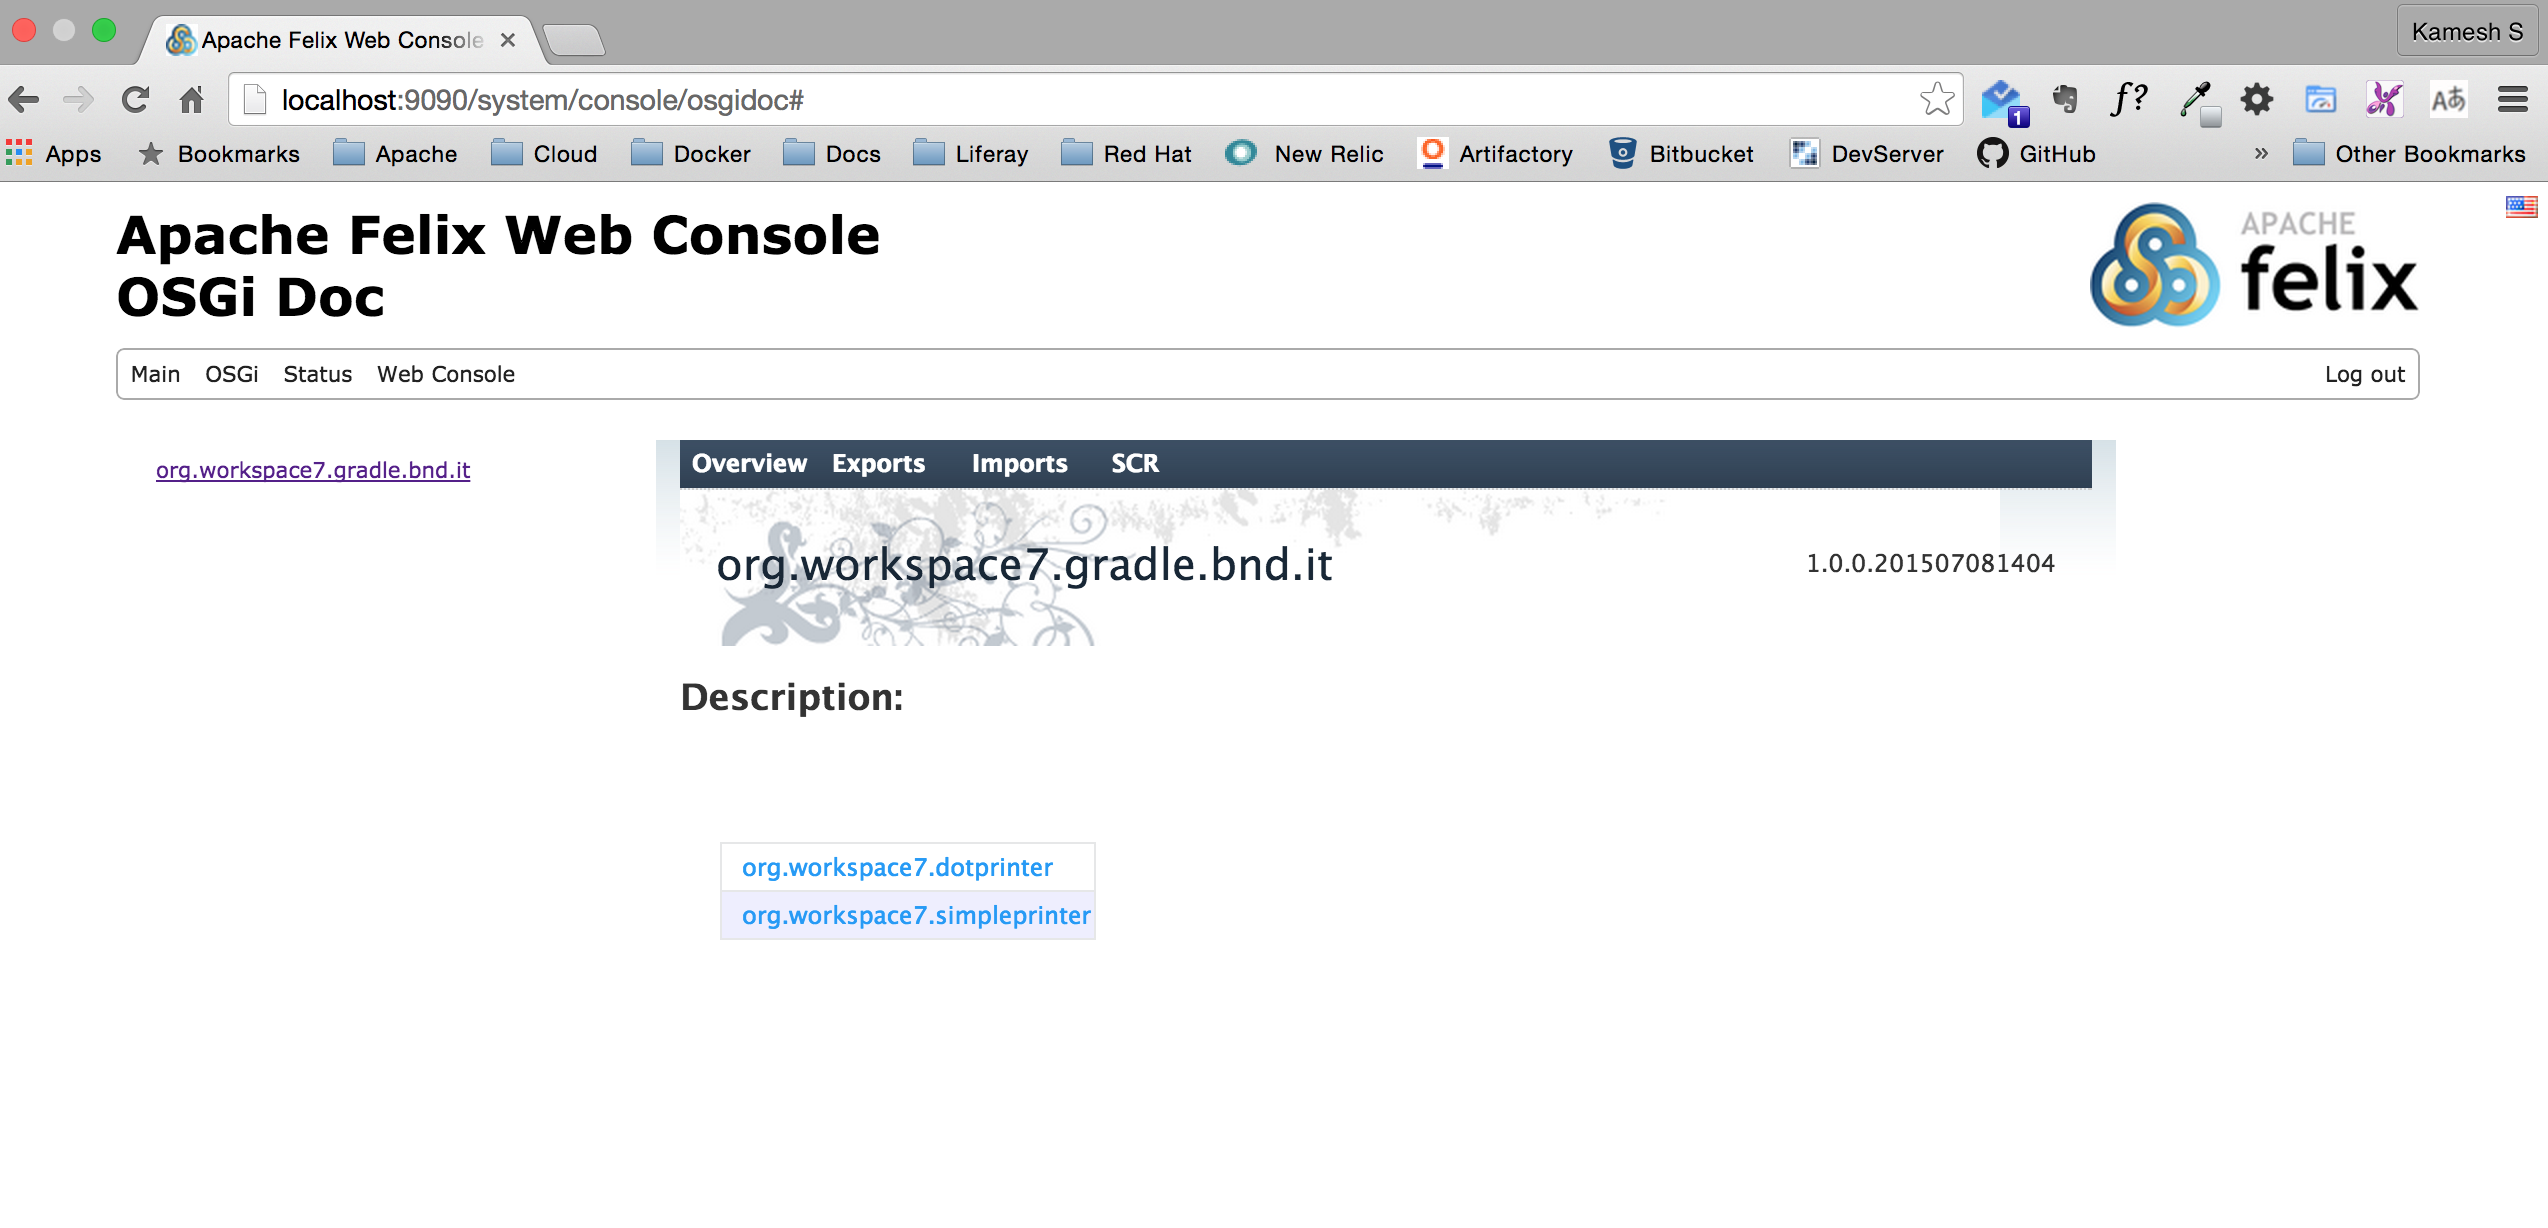 Apache Felix Web Console
Kamesh S
localhost:9090/system/console/osgidoc#
1
f?
Aあ
Apps Bookmarks Apache Cloud Docker Docs Liferay Red Hat New Relic Artifactory Bitbucket DevServer GitHub » Other Bookmarks
Apache Felix Web Console
OSGi Doc
APACHE
felix
Main OSGi Status Web Console Log out
org.workspace7.gradle.bnd.it
Overview Exports Imports SCR
org.workspace7.gradle.bnd.it 1.0.0.201507081404
Description:
org.workspace7.dotprinter
org.workspace7.simpleprinter